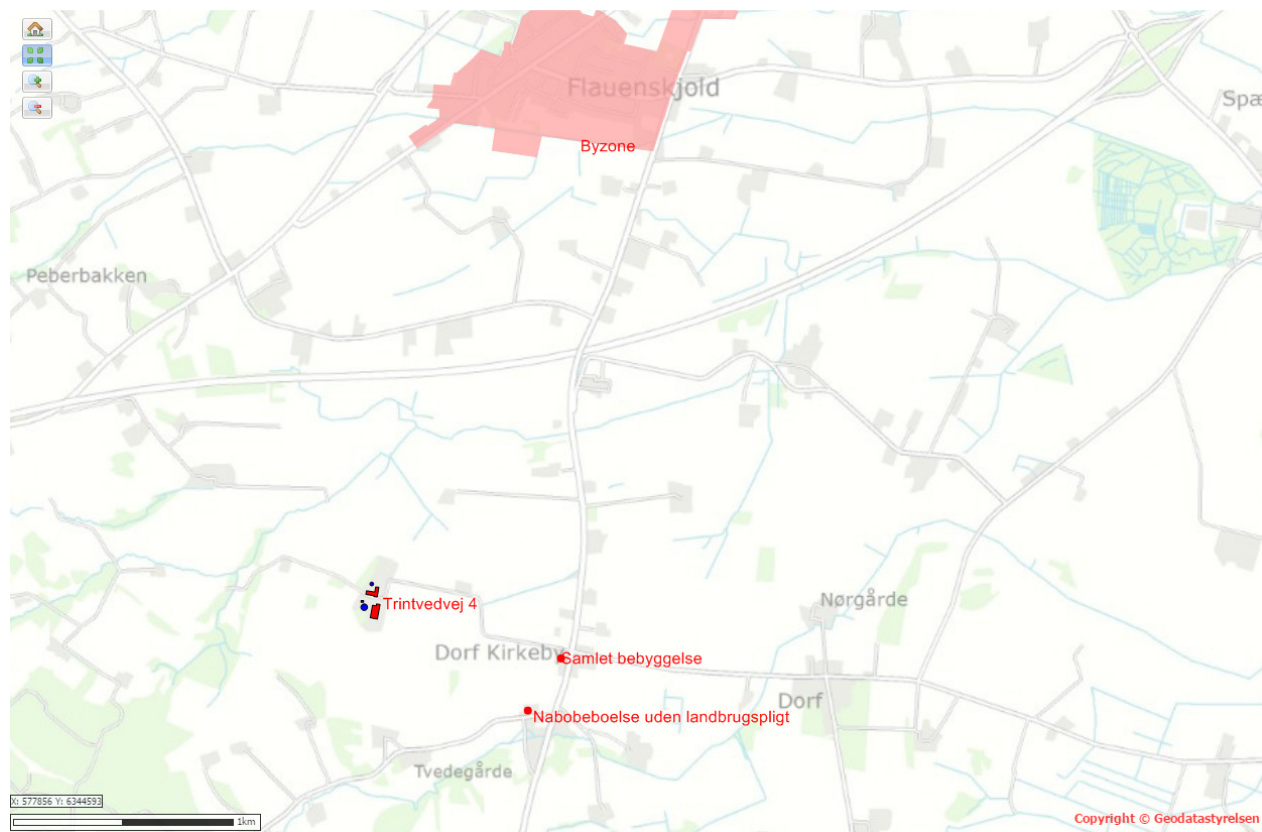 Flauenskjold
Spæ
Byzone
Peberbakken
Trintvedvej 4
Nørgårde
Dorf Kirkeby
Samlet bebyggelse
Dorf
Nabobeboelse uden landbrugspligt
Tvedegårde
X: 577856 Y: 6344593
1km
Copyright © Geodatastyrelsen